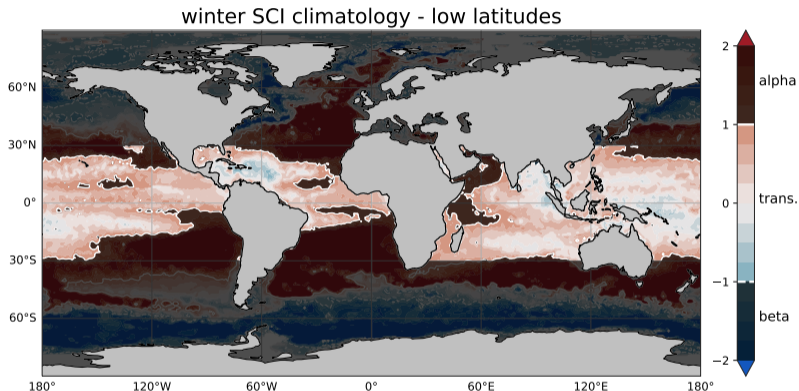 winter SCI climatology - low latitudes
60°N
30°N
0°
30°S
60°S
180°
120°W
60°W
0°
60°E
120°E
180°
2
1
0
−1
−2
alpha
trans.
beta